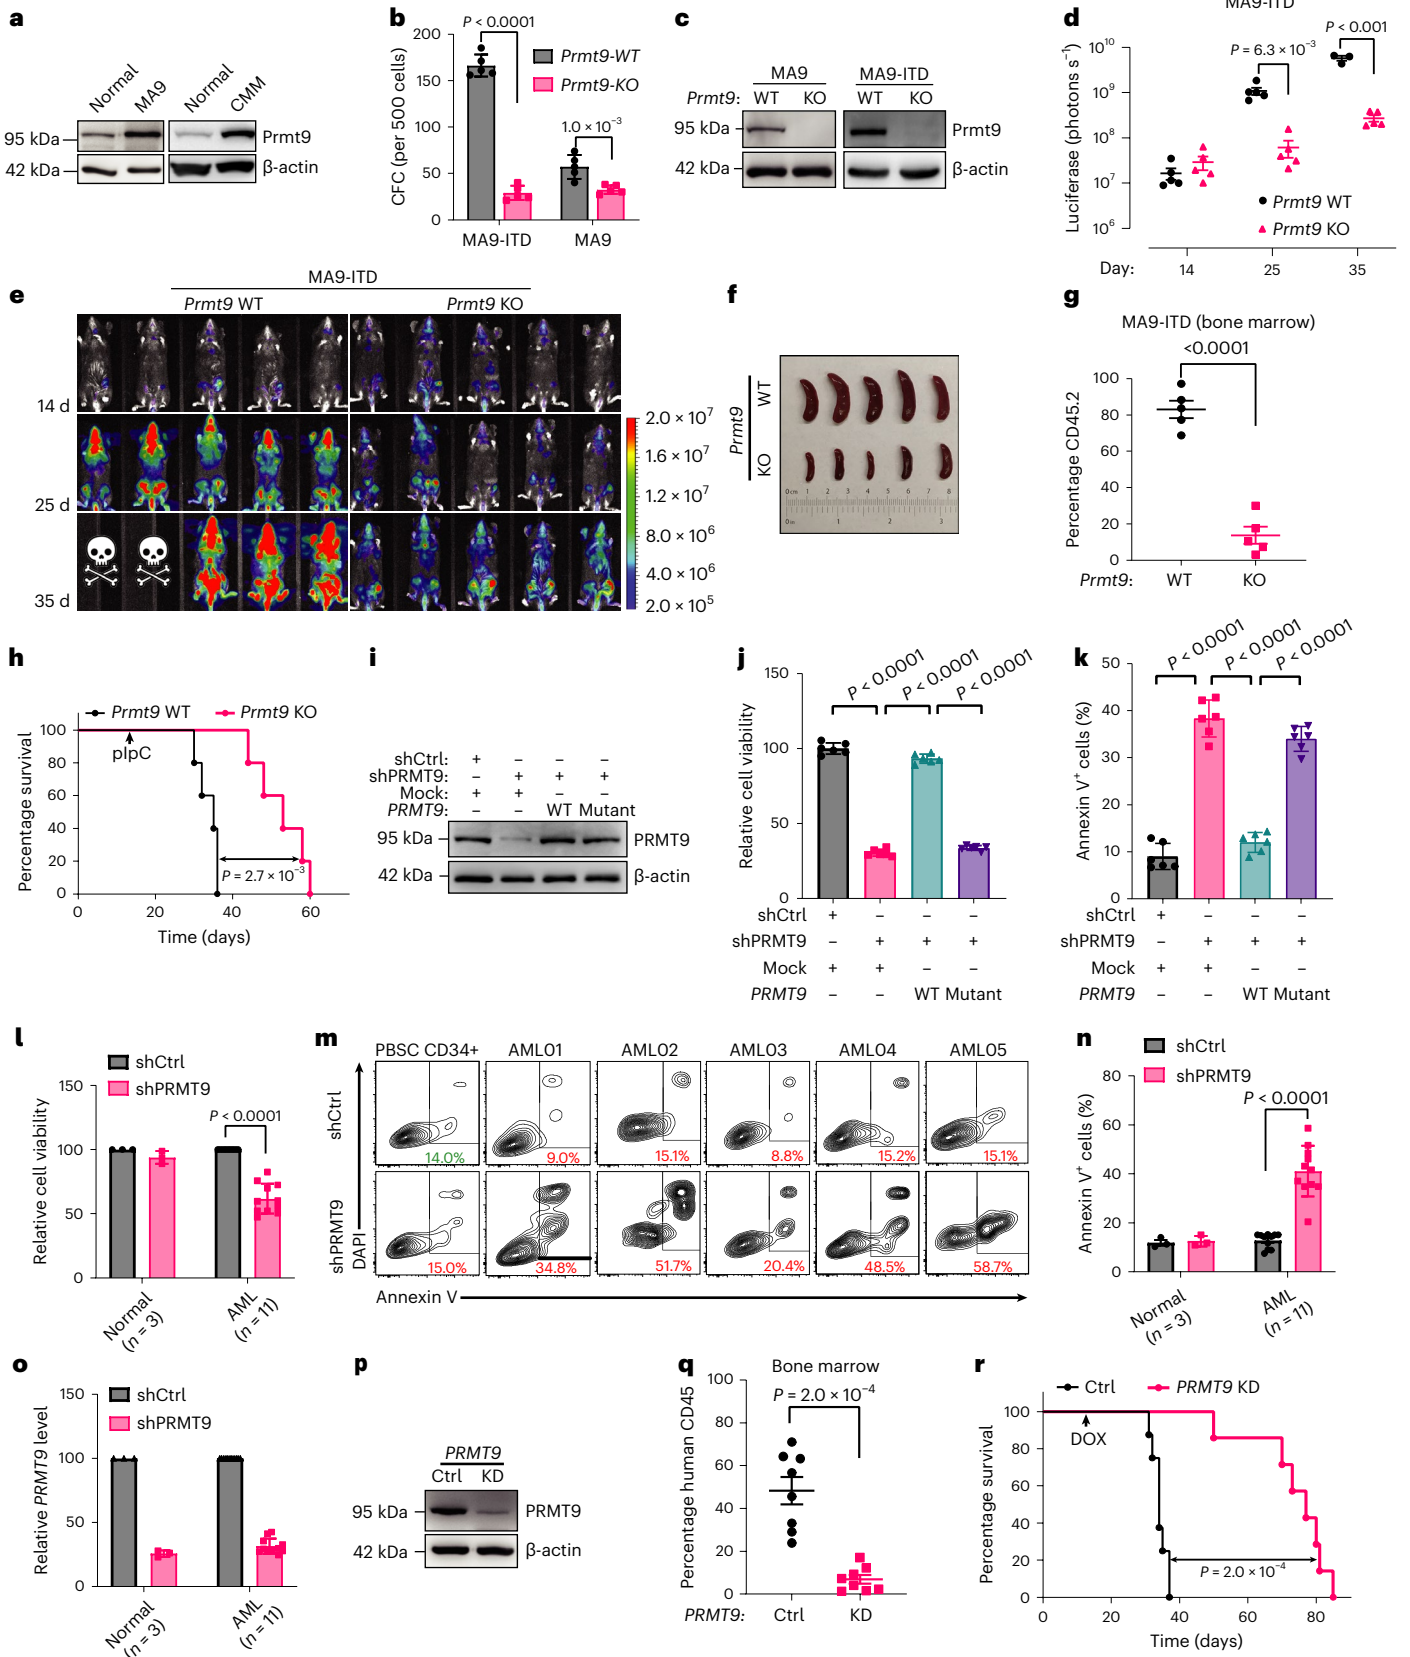 a
Normal
MA9
Normal
CMM
95 kDa
Prmt9
42 kDa
β-actin
b
P < 0.0001
Prmt9-WT
Prmt9-KO
1.0 × 10⁻³
CFC (per 500 cells)
200
150
100
50
0
MA9-ITD
MA9
c
MA9
MA9-ITD
Prmt9:
WT
KO
WT
KO
95 kDa
Prmt9
42 kDa
β-actin
d
MA9-ITD
P < 0.001
P = 6.3 × 10⁻³
Luciferase (photons s⁻¹)
10¹⁰
10⁹
10⁸
10⁷
10⁶
Prmt9 WT
Prmt9 KO
Day:
14
25
35
e
MA9-ITD
Prmt9 WT
Prmt9 KO
14 d
25 d
35 d
2.0 × 10⁷
1.6 × 10⁷
1.2 × 10⁷
8.0 × 10⁶
4.0 × 10⁶
2.0 × 10⁵
f
Prmt9
WT
KO
0 cm 1 2 3 4 5 6 7 8
0 in 1 2 3
g
MA9-ITD (bone marrow)
<0.0001
Percentage CD45.2
100
80
60
40
20
0
Prmt9:
WT
KO
h
Prmt9 WT
Prmt9 KO
pIpC
Percentage survival
100
80
60
40
20
0
P = 2.7 × 10⁻³
0
20
40
60
Time (days)
i
shCtrl: + – – –
shPRMT9: – + + +
Mock: + + – –
PRMT9: – – WT Mutant
95 kDa
PRMT9
42 kDa
β-actin
j
P < 0.0001
P < 0.0001
P < 0.0001
Relative cell viability
150
100
50
0
shCtrl + – – –
shPRMT9 – + + +
Mock + + – –
PRMT9 – – WT Mutant
k
P < 0.0001
P < 0.0001
P < 0.0001
Annexin V⁺ cells (%)
50
40
30
20
10
0
shCtrl + – – –
shPRMT9 – + + +
Mock + + – –
PRMT9 – – WT Mutant
l
shCtrl
shPRMT9
P < 0.0001
Relative cell viability
150
100
50
0
Normal
(n = 3)
AML
(n = 11)
m
PBSC CD34+
AML01
AML02
AML03
AML04
AML05
shCtrl
14.0%
9.0%
15.1%
8.8%
15.2%
15.1%
shPRMT9
DAPI
15.0%
34.8%
51.7%
20.4%
48.5%
58.7%
Annexin V
n
shCtrl
shPRMT9
P < 0.0001
Annexin V⁺ cells (%)
80
60
40
20
0
Normal
(n = 3)
AML
(n = 11)
o
shCtrl
shPRMT9
Relative PRMT9 level
150
100
50
0
Normal
(n = 3)
AML
(n = 11)
p
PRMT9
Ctrl
KD
95 kDa
PRMT9
42 kDa
β-actin
q
Bone marrow
P = 2.0 × 10⁻⁴
Percentage human CD45
100
80
60
40
20
0
PRMT9:
Ctrl
KD
r
Ctrl
PRMT9 KD
DOX
Percentage survival
100
80
60
40
20
0
P = 2.0 × 10⁻⁴
0
20
40
60
80
Time (days)